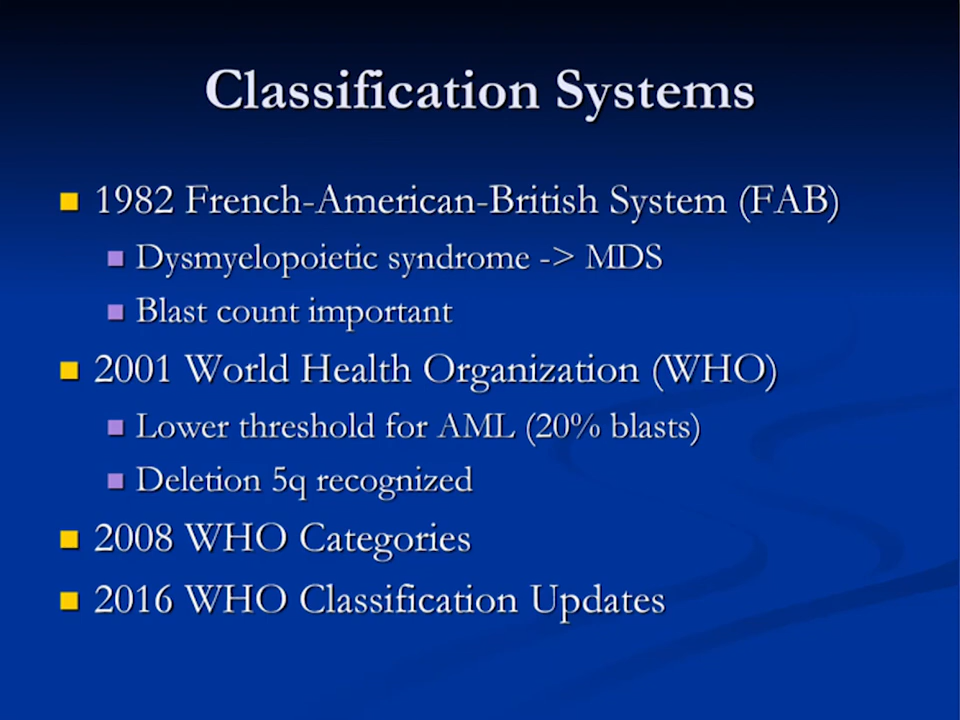 Classification Systems
1982 French-American-British System (FAB)
Dysmyelopoietic syndrome -> MDS
Blast count important
2001 World Health Organization (WHO)
Lower threshold for AML (20% blasts)
Deletion 5q recognized
2008 WHO Categories
2016 WHO Classification Updates